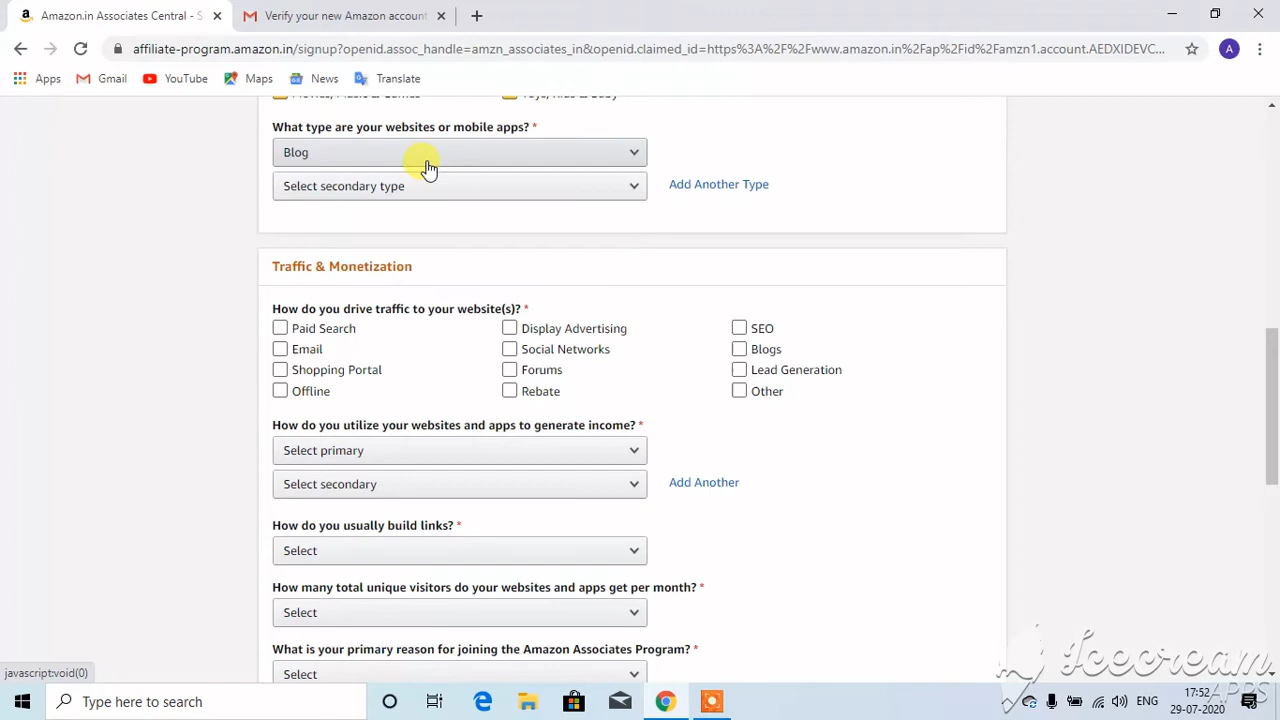 Amazon.in Associates Central - S
Verify your new Amazon account
affiliate-program.amazon.in/signup?openid.assoc_handle=amzn_associates_in&openid.claimed_id=https%3A%2F%2Fwww.amazon.in%2Fap%2Fid%2Famzn1.account.AEDXIDEVC...
A
Apps
Gmail
YouTube
Maps
News
Translate
Movies, Music & Games
Toys, Kids & Baby
What type are your websites or mobile apps? *
Blog
Select secondary type
Add Another Type
Traffic & Monetization
How do you drive traffic to your website(s)? *
Paid Search
Display Advertising
SEO
Email
Social Networks
Blogs
Shopping Portal
Forums
Lead Generation
Offline
Rebate
Other
How do you utilize your websites and apps to generate income? *
Select primary
Select secondary
Add Another
How do you usually build links? *
Select
How many total unique visitors do your websites and apps get per month? *
Select
What is your primary reason for joining the Amazon Associates Program? *
Select
javascript:void(0)
Icecream
APPS
Type here to search
ENG
17:52
29-07-2020